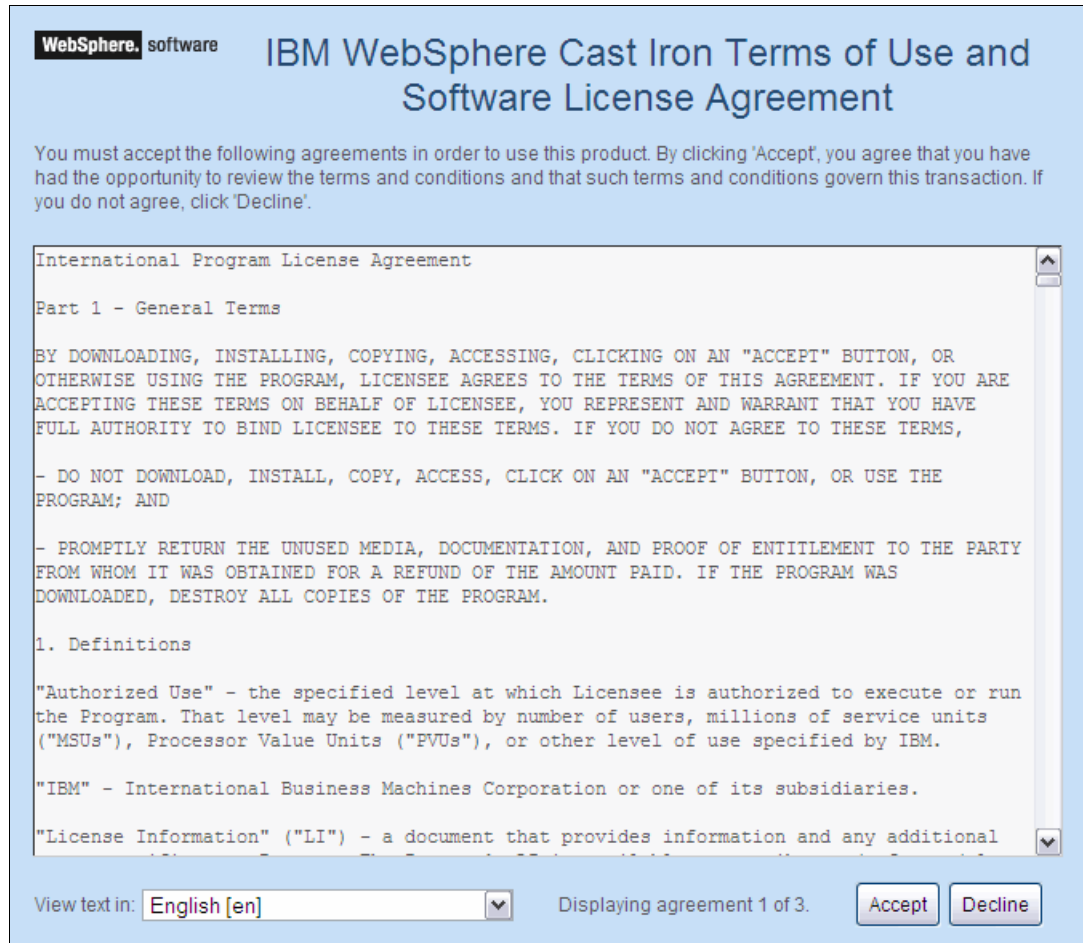 WebSphere. software
IBM WebSphere Cast Iron Terms of Use and
Software License Agreement
You must accept the following agreements in order to use this product. By clicking 'Accept', you agree that you have
had the opportunity to review the terms and conditions and that such terms and conditions govern this transaction. If
you do not agree, click 'Decline'.
International Program License Agreement
Part 1 - General Terms
BY DOWNLOADING, INSTALLING, COPYING, ACCESSING, CLICKING ON AN "ACCEPT" BUTTON, OR
OTHERWISE USING THE PROGRAM, LICENSEE AGREES TO THE TERMS OF THIS AGREEMENT. IF YOU ARE
ACCEPTING THESE TERMS ON BEHALF OF LICENSEE, YOU REPRESENT AND WARRANT THAT YOU HAVE
FULL AUTHORITY TO BIND LICENSEE TO THESE TERMS. IF YOU DO NOT AGREE TO THESE TERMS,
- DO NOT DOWNLOAD, INSTALL, COPY, ACCESS, CLICK ON AN "ACCEPT" BUTTON, OR USE THE
PROGRAM; AND
- PROMPTLY RETURN THE UNUSED MEDIA, DOCUMENTATION, AND PROOF OF ENTITLEMENT TO THE PARTY
FROM WHOM IT WAS OBTAINED FOR A REFUND OF THE AMOUNT PAID. IF THE PROGRAM WAS
DOWNLOADED, DESTROY ALL COPIES OF THE PROGRAM.
1. Definitions
"Authorized Use" - the specified level at which Licensee is authorized to execute or run
the Program. That level may be measured by number of users, millions of service units
("MSUs"), Processor Value Units ("PVUs"), or other level of use specified by IBM.
"IBM" - International Business Machines Corporation or one of its subsidiaries.
"License Information" ("LI") - a document that provides information and any additional
View text in: English [en]
Displaying agreement 1 of 3.
Accept
Decline